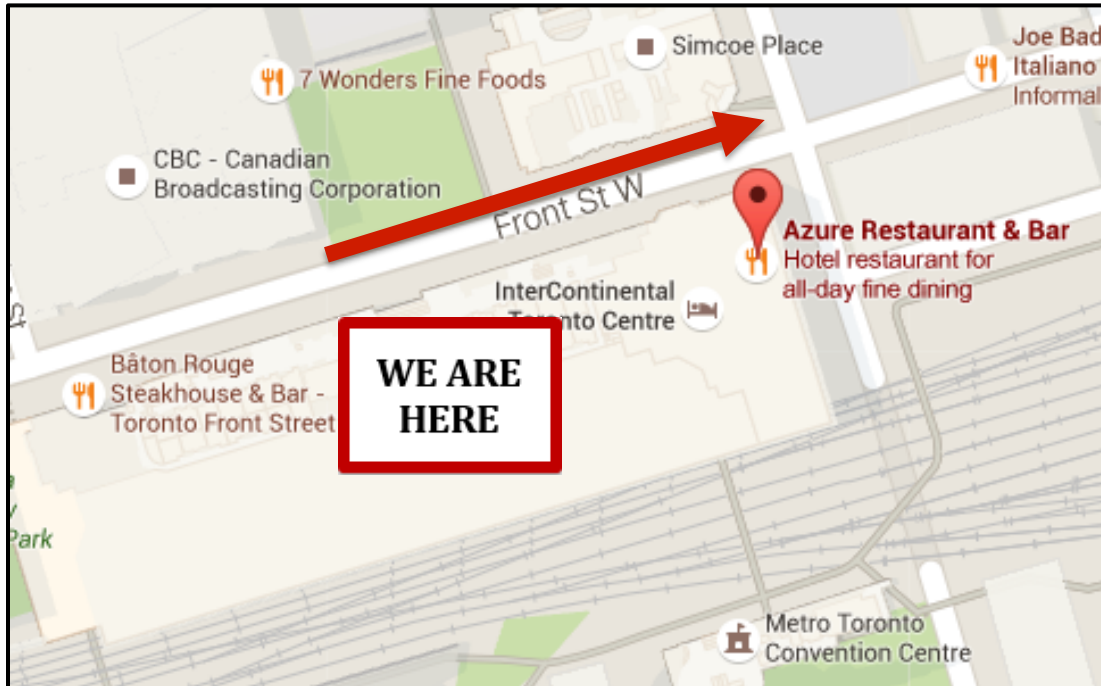 Simcoe Place
Joe Bad
Italiano
Informal
7 Wonders Fine Foods
CBC - Canadian
Broadcasting Corporation
Front St W
Azure Restaurant & Bar
Hotel restaurant for
all-day fine dining
InterContinental
Toronto Centre
St
Bâton Rouge
Steakhouse & Bar -
Toronto Front Street
WE ARE
HERE
Park
Metro Toronto
Convention Centre